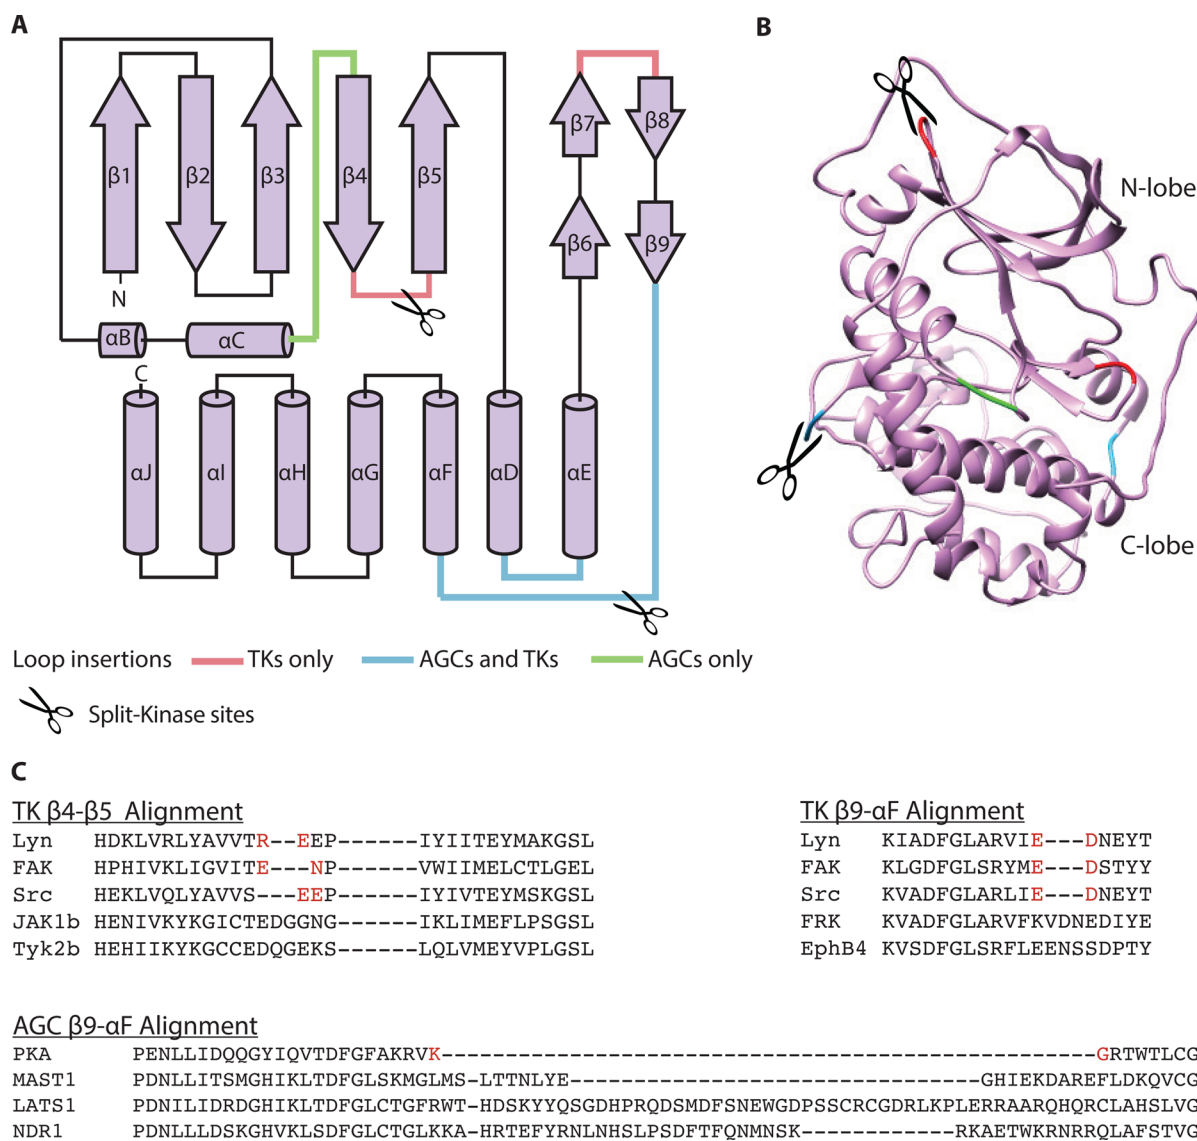 A
B
β1
β2
β3
β4
β5
β7
β8
β6
β9
N
αB
αC
C
αJ
αI
αH
αG
αF
αD
αE
N-lobe
C-lobe
Loop insertions TKs only AGCs and TKs AGCs only
Split-Kinase sites
C
TK β4-β5 Alignment
Lyn HDKLVRLYAVVTR--EEP------IYIITEYMAKGSL
FAK HPHIVKLIGVITE---NP------VWIIMELCTLGEL
Src HEKLVQLYAVVS---EEP------IYIVTEYMSKGSL
JAK1b HENIVKYKGICTEDGGNG------IKLIMEFLPSGSL
Tyk2b HEHIIKYKGCCEDQGEKS------LQLVMEYVPLGSL
TK β9-αF Alignment
Lyn KIADFGLARVIE---DNEYT
FAK KLGDFGLSRYME---DSTYY
Src KVADFGLARLIE---DNEYT
FRK KVADFGLARVFKVDNEDIYE
EphB4 KVSDFGLSRFLEENSSDPTY
AGC β9-αF Alignment
PKA PENLLIDQQGYIQVTDFGFAKRVK-------------------------------------------------GRTWTLCG
MAST1 PDNLLITSMGHIKLTDFGLSKMGLMS-LTTNLYE------------------------------GHIEKDAREFLDKQVCG
LATS1 PDNILIDRDGHIKLTDFGLCTGFRWT-HDSKYYQSGDHPRQDSMDFSNEWGDPSSCRCGDRLKPLERRAARQHQRCLAHSLVG
NDR1 PDNLLLDSKGHVKLSDFGLCTGLKKA-HRTEFYRNLNHSLPSDFTFQNMNSK-----------RKAETWKRNRRQLAFSTVG